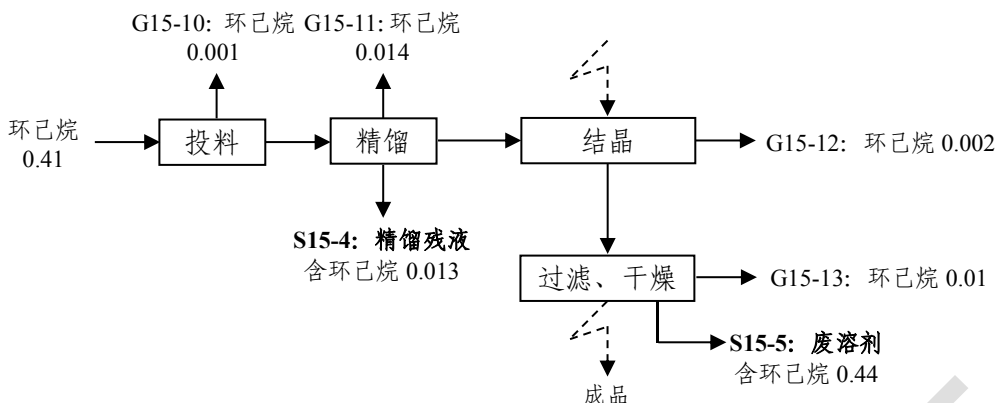 G15-10: 环己烷
0.001
G15-11: 环己烷
0.014
环己烷
0.41
投料
精馏
结晶
G15-12: 环己烷 0.002
S15-4: 精馏残液
含环己烷 0.013
过滤、干燥
G15-13: 环己烷 0.01
S15-5: 废溶剂
含环己烷 0.44
成品